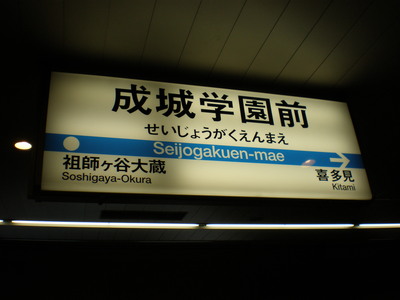 成城学園前
せいじょうがくえんまえ
Seijogakuen-mae
祖師ヶ谷大蔵
Soshigaya-Okura
喜多見
Kitami